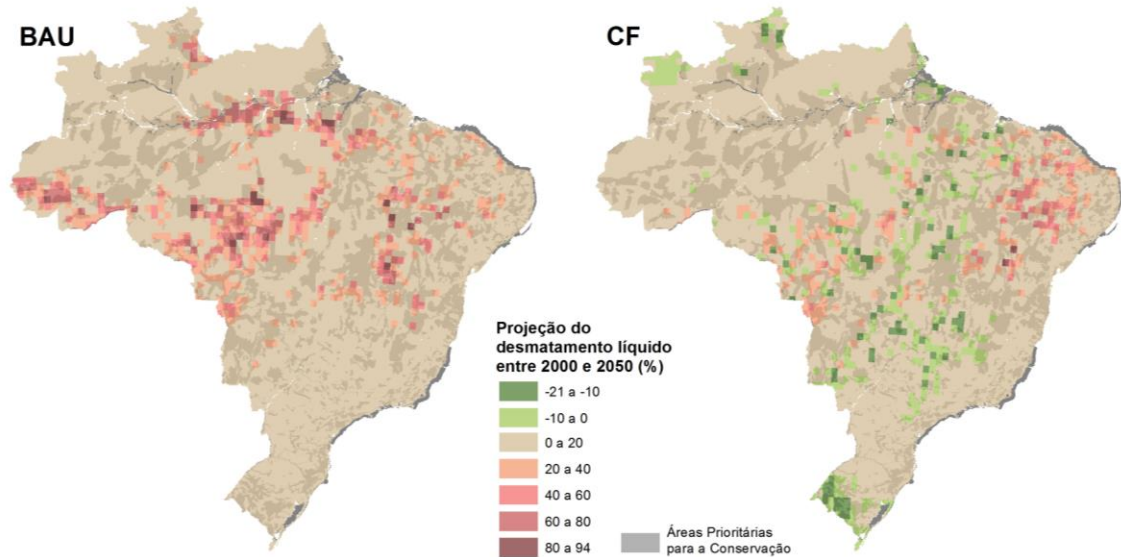 BAU
CF
Projeção do
desmatamento líquido
entre 2000 e 2050 (%)
-21 a -10
-10 a 0
0 a 20
20 a 40
40 a 60
60 a 80
80 a 94
Áreas Prioritárias
para a Conservação